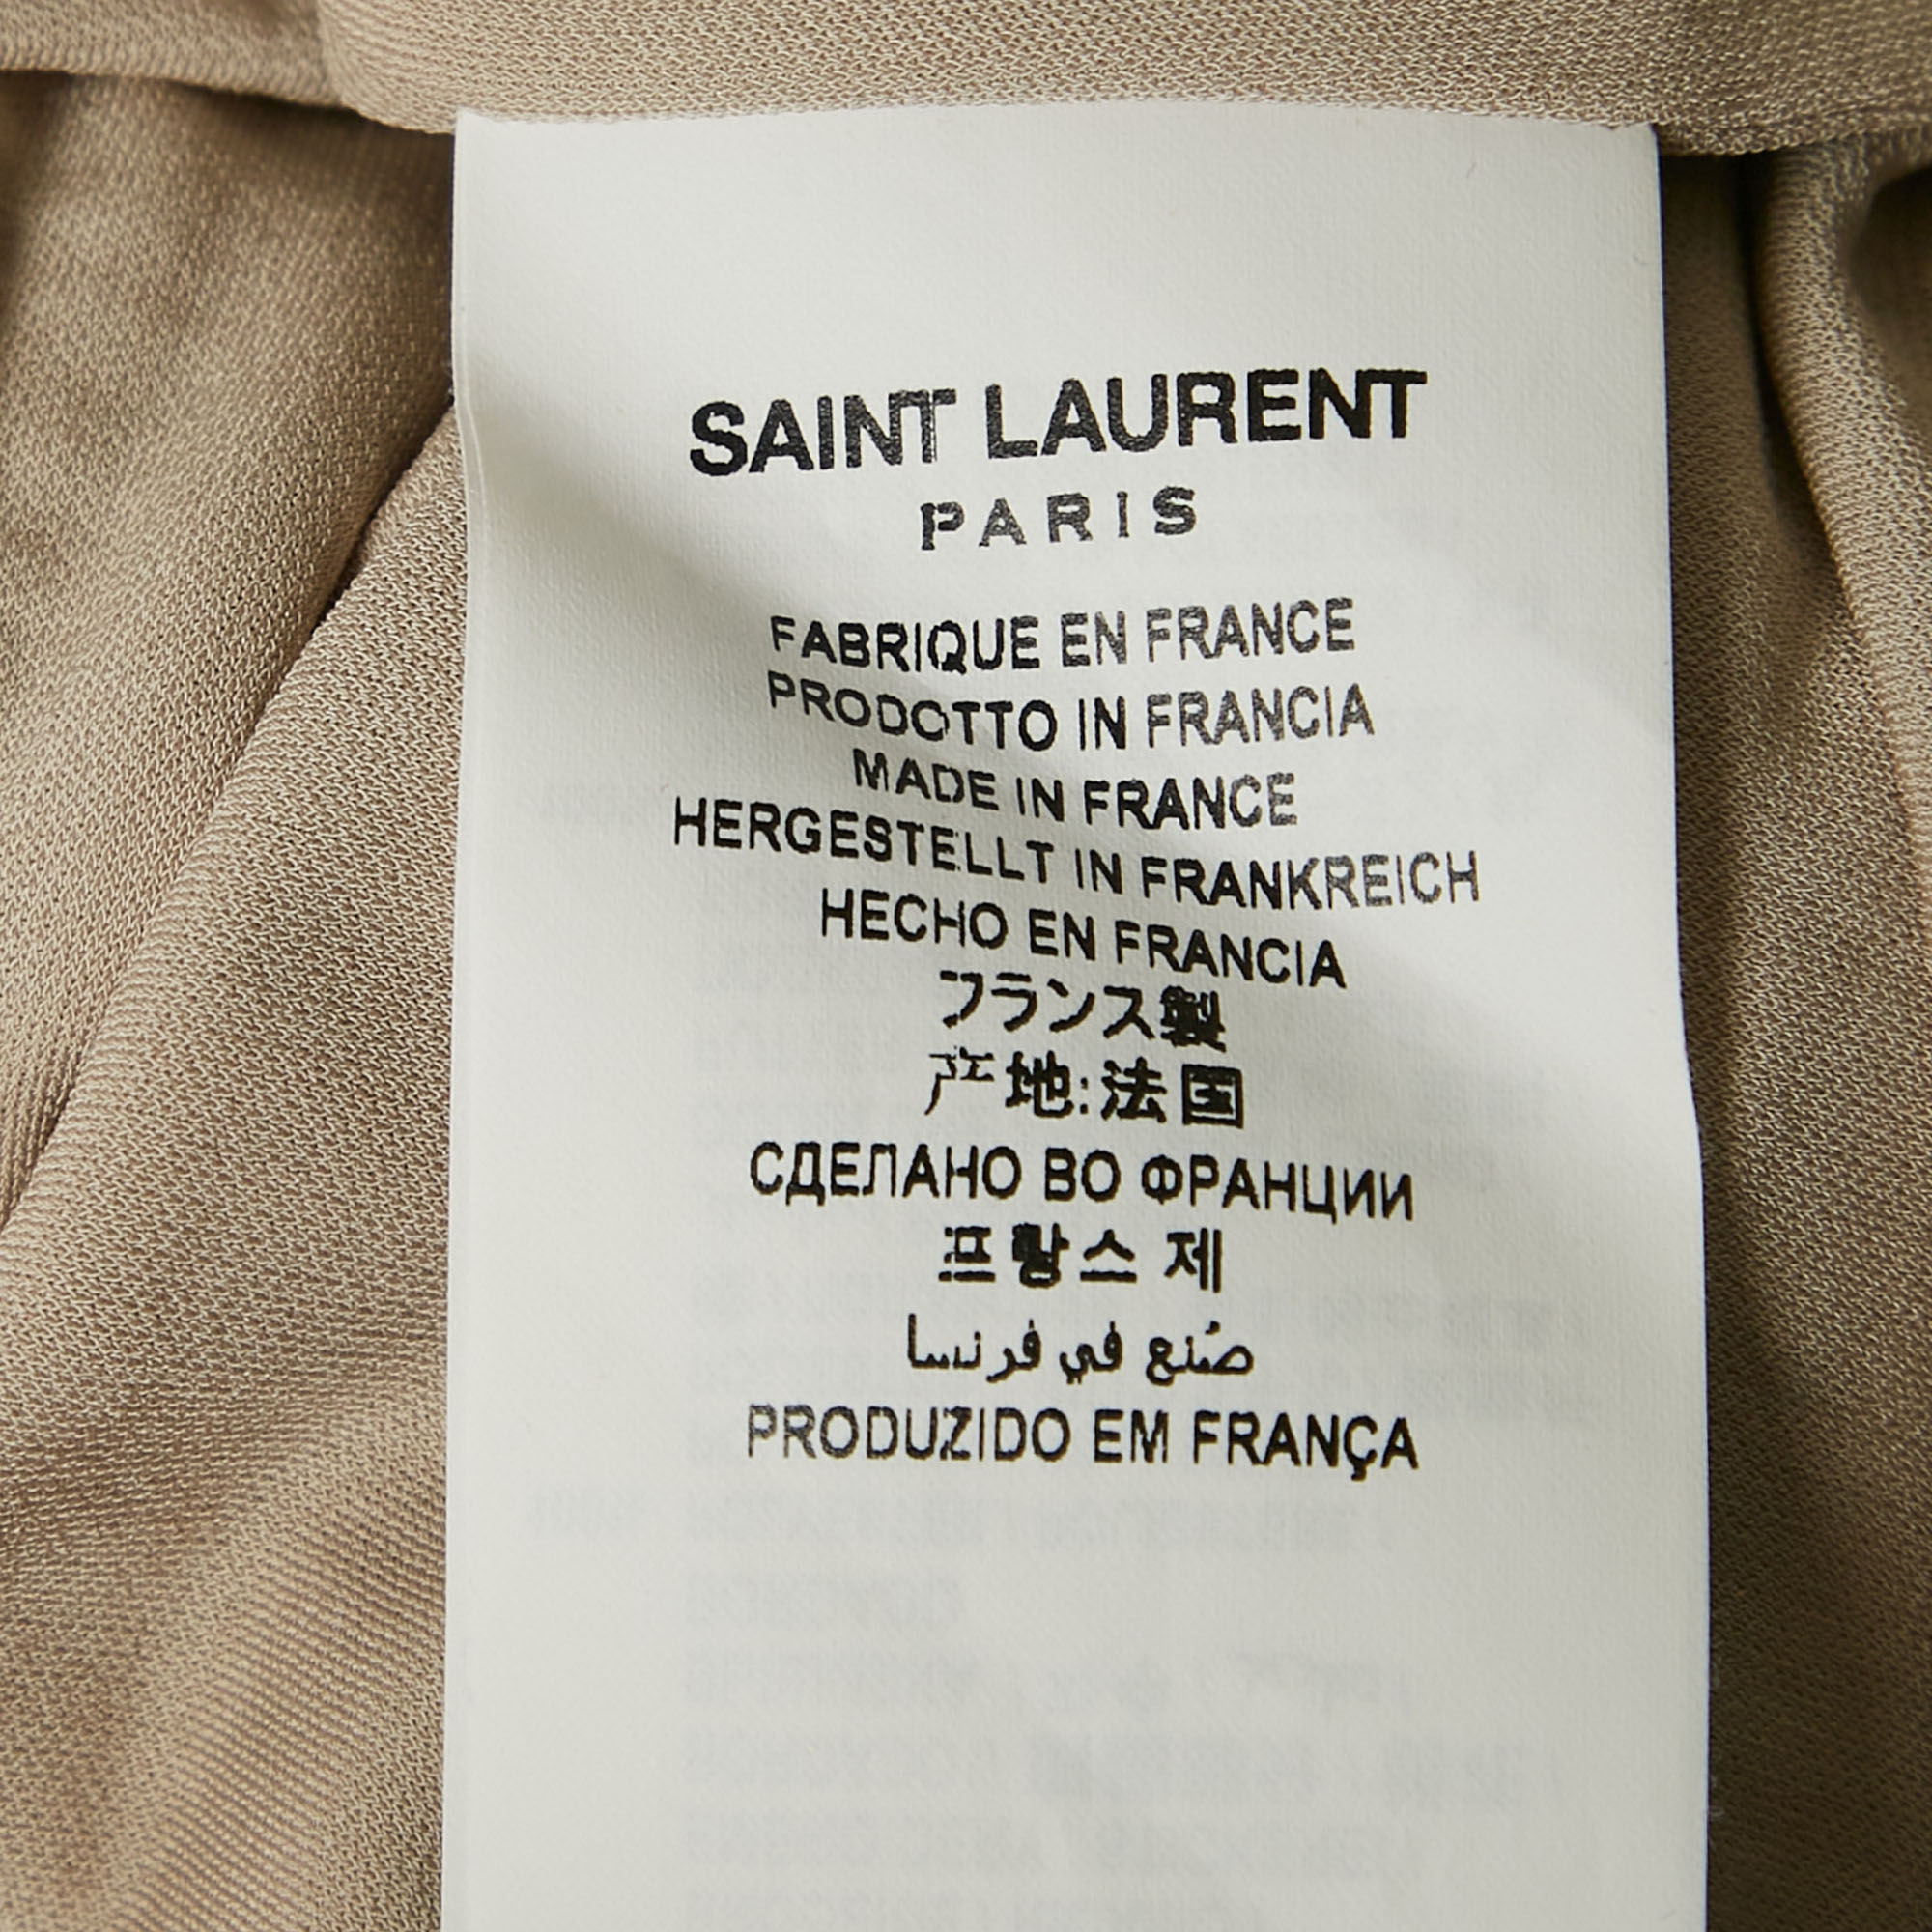 SAINT LAURENT
PARIS
FABRIQUE EN FRANCE
PRODOTTO IN FRANCIA
MADE IN FRANCE
HERGESTELLT IN FRANKREICH
HECHO EN FRANCIA
フランス製
产地:法国
СДЕЛАНО ВО ФРАНЦИИ
프랑스 제
صُنع في فرنسا
PRODUZIDO EM FRANÇA